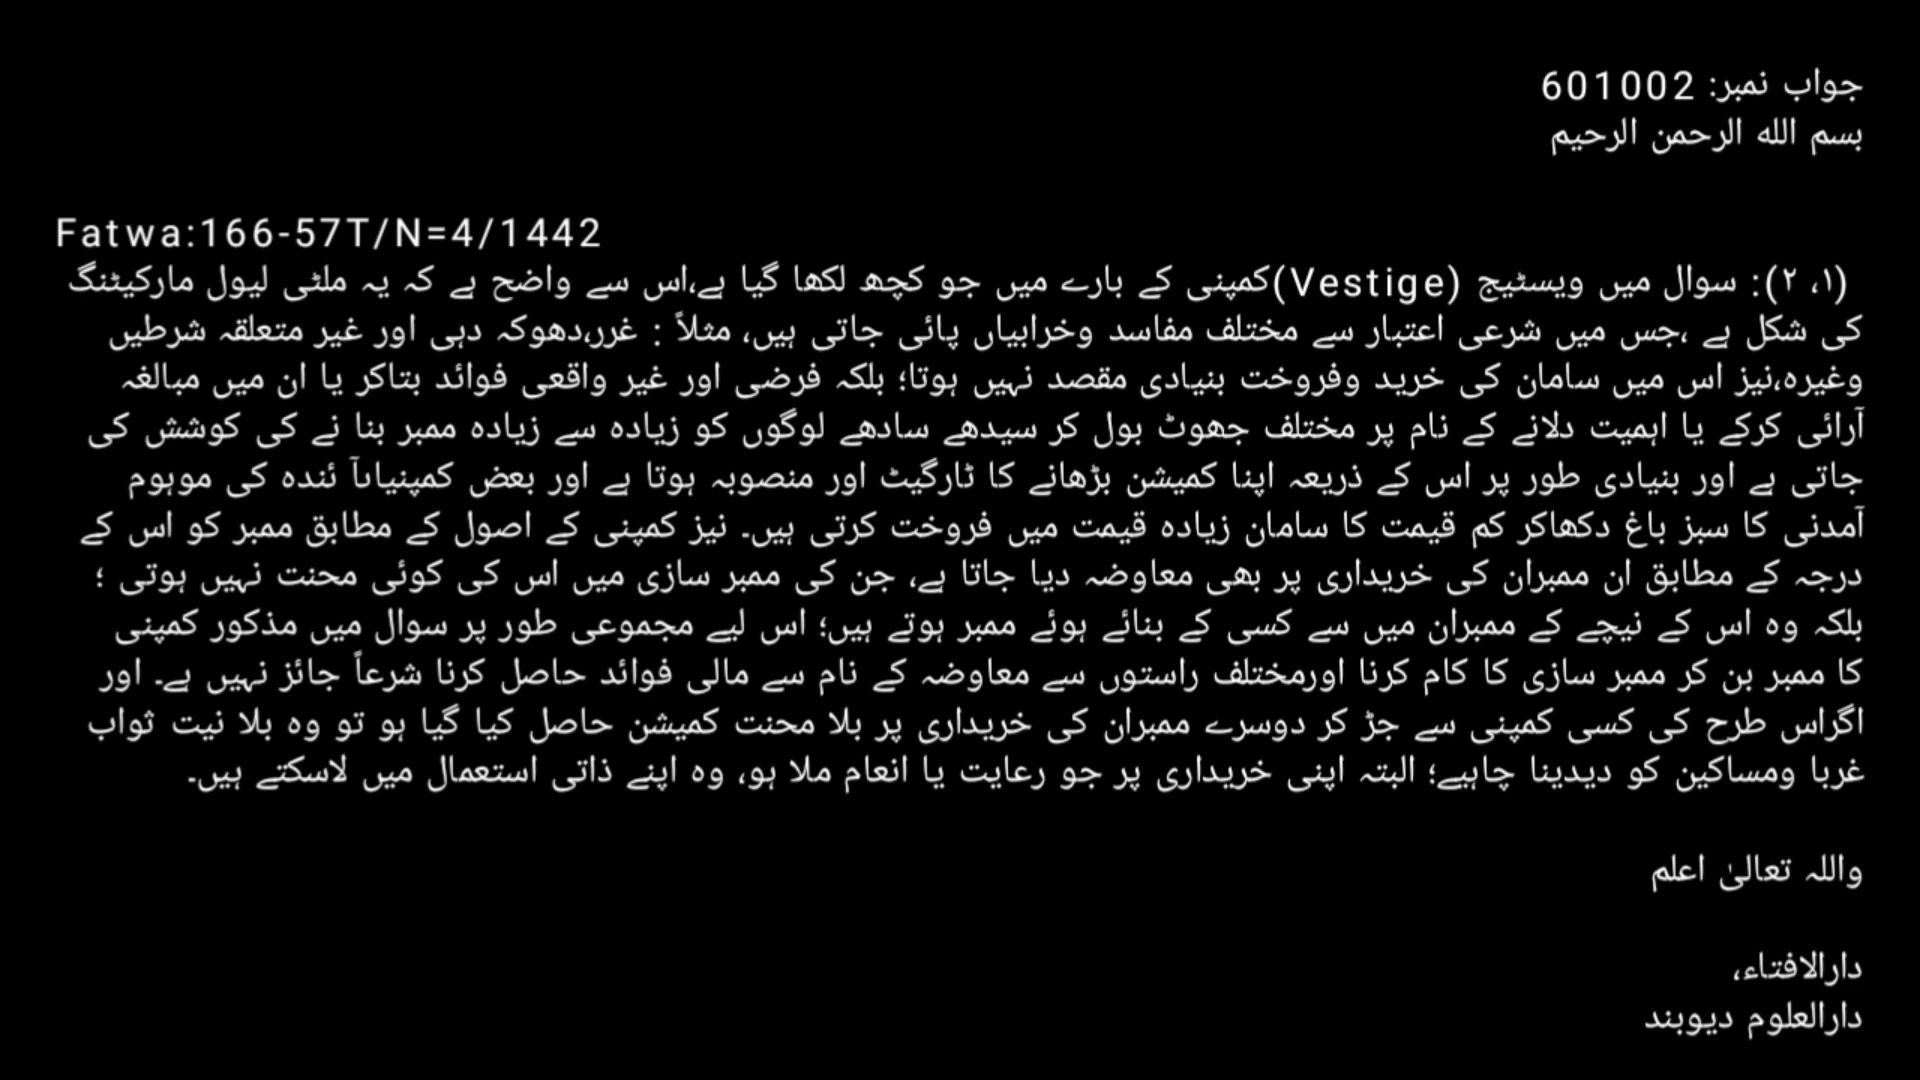 جواب نمبر: 601002
بسم الله الرحمن الرحيم
Fatwa:166-57T/N=4/1442
(۱، ۲): سوال میں ویسٹیج (Vestige)کمپنی کے بارے میں جو کچھ لکھا گیا ہے،اس سے واضح ہے کہ یہ ملٹی لیول مارکیٹنگ
کی شکل ہے ،جس میں شرعی اعتبار سے مختلف مفاسد وخرابیاں پائی جاتی ہیں، مثلاً : غرر،دھوکہ دہی اور غیر متعلقہ شرطیں
وغیرہ،نیز اس میں سامان کی خرید وفروخت بنیادی مقصد نہیں ہوتا؛ بلکہ فرضی اور غیر واقعی فوائد بتاکر یا ان میں مبالغہ
آرائی کرکے یا اہمیت دلانے کے نام پر مختلف جھوٹ بول کر سیدھے سادھے لوگوں کو زیادہ سے زیادہ ممبر بنا نے کی کوشش کی
جاتی ہے اور بنیادی طور پر اس کے ذریعہ اپنا کمیشن بڑھانے کا ٹارگیٹ اور منصوبہ ہوتا ہے اور بعض کمپنیاںآ ئندہ کی موہوم
آمدنی کا سبز باغ دکھاکر کم قیمت کا سامان زیادہ قیمت میں فروخت کرتی ہیں۔ نیز کمپنی کے اصول کے مطابق ممبر کو اس کے
درجہ کے مطابق ان ممبران کی خریداری پر بھی معاوضہ دیا جاتا ہے، جن کی ممبر سازی میں اس کی کوئی محنت نہیں ہوتی ؛
بلکہ وہ اس کے نیچے کے ممبران میں سے کسی کے بنائے ہوئے ممبر ہوتے ہیں؛ اس لیے مجموعی طور پر سوال میں مذکور کمپنی
کا ممبر بن کر ممبر سازی کا کام کرنا اورمختلف راستوں سے معاوضہ کے نام سے مالی فوائد حاصل کرنا شرعاً جائز نہیں ہے۔ اور
اگراس طرح کی کسی کمپنی سے جڑ کر دوسرے ممبران کی خریداری پر بلا محنت کمیشن حاصل کیا گیا ہو تو وہ بلا نیت ثواب
غربا ومساکین کو دیدینا چاہیے؛ البتہ اپنی خریداری پر جو رعایت یا انعام ملا ہو، وہ اپنے ذاتی استعمال میں لاسکتے ہیں۔
واللہ تعالیٰ اعلم
دارالافتاء،
دارالعلوم دیوبند